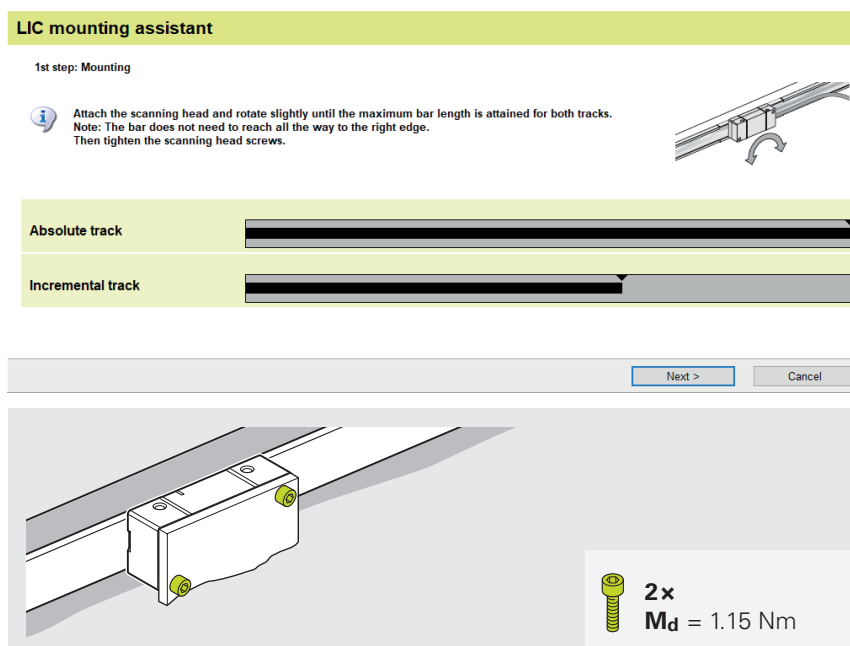 LIC mounting assistant
1st step: Mounting
Attach the scanning head and rotate slightly until the maximum bar length is attained for both tracks.
Note: The bar does not need to reach all the way to the right edge.
Then tighten the scanning head screws.
Absolute track
Incremental track
Next >
Cancel
2×
Md = 1.15 Nm